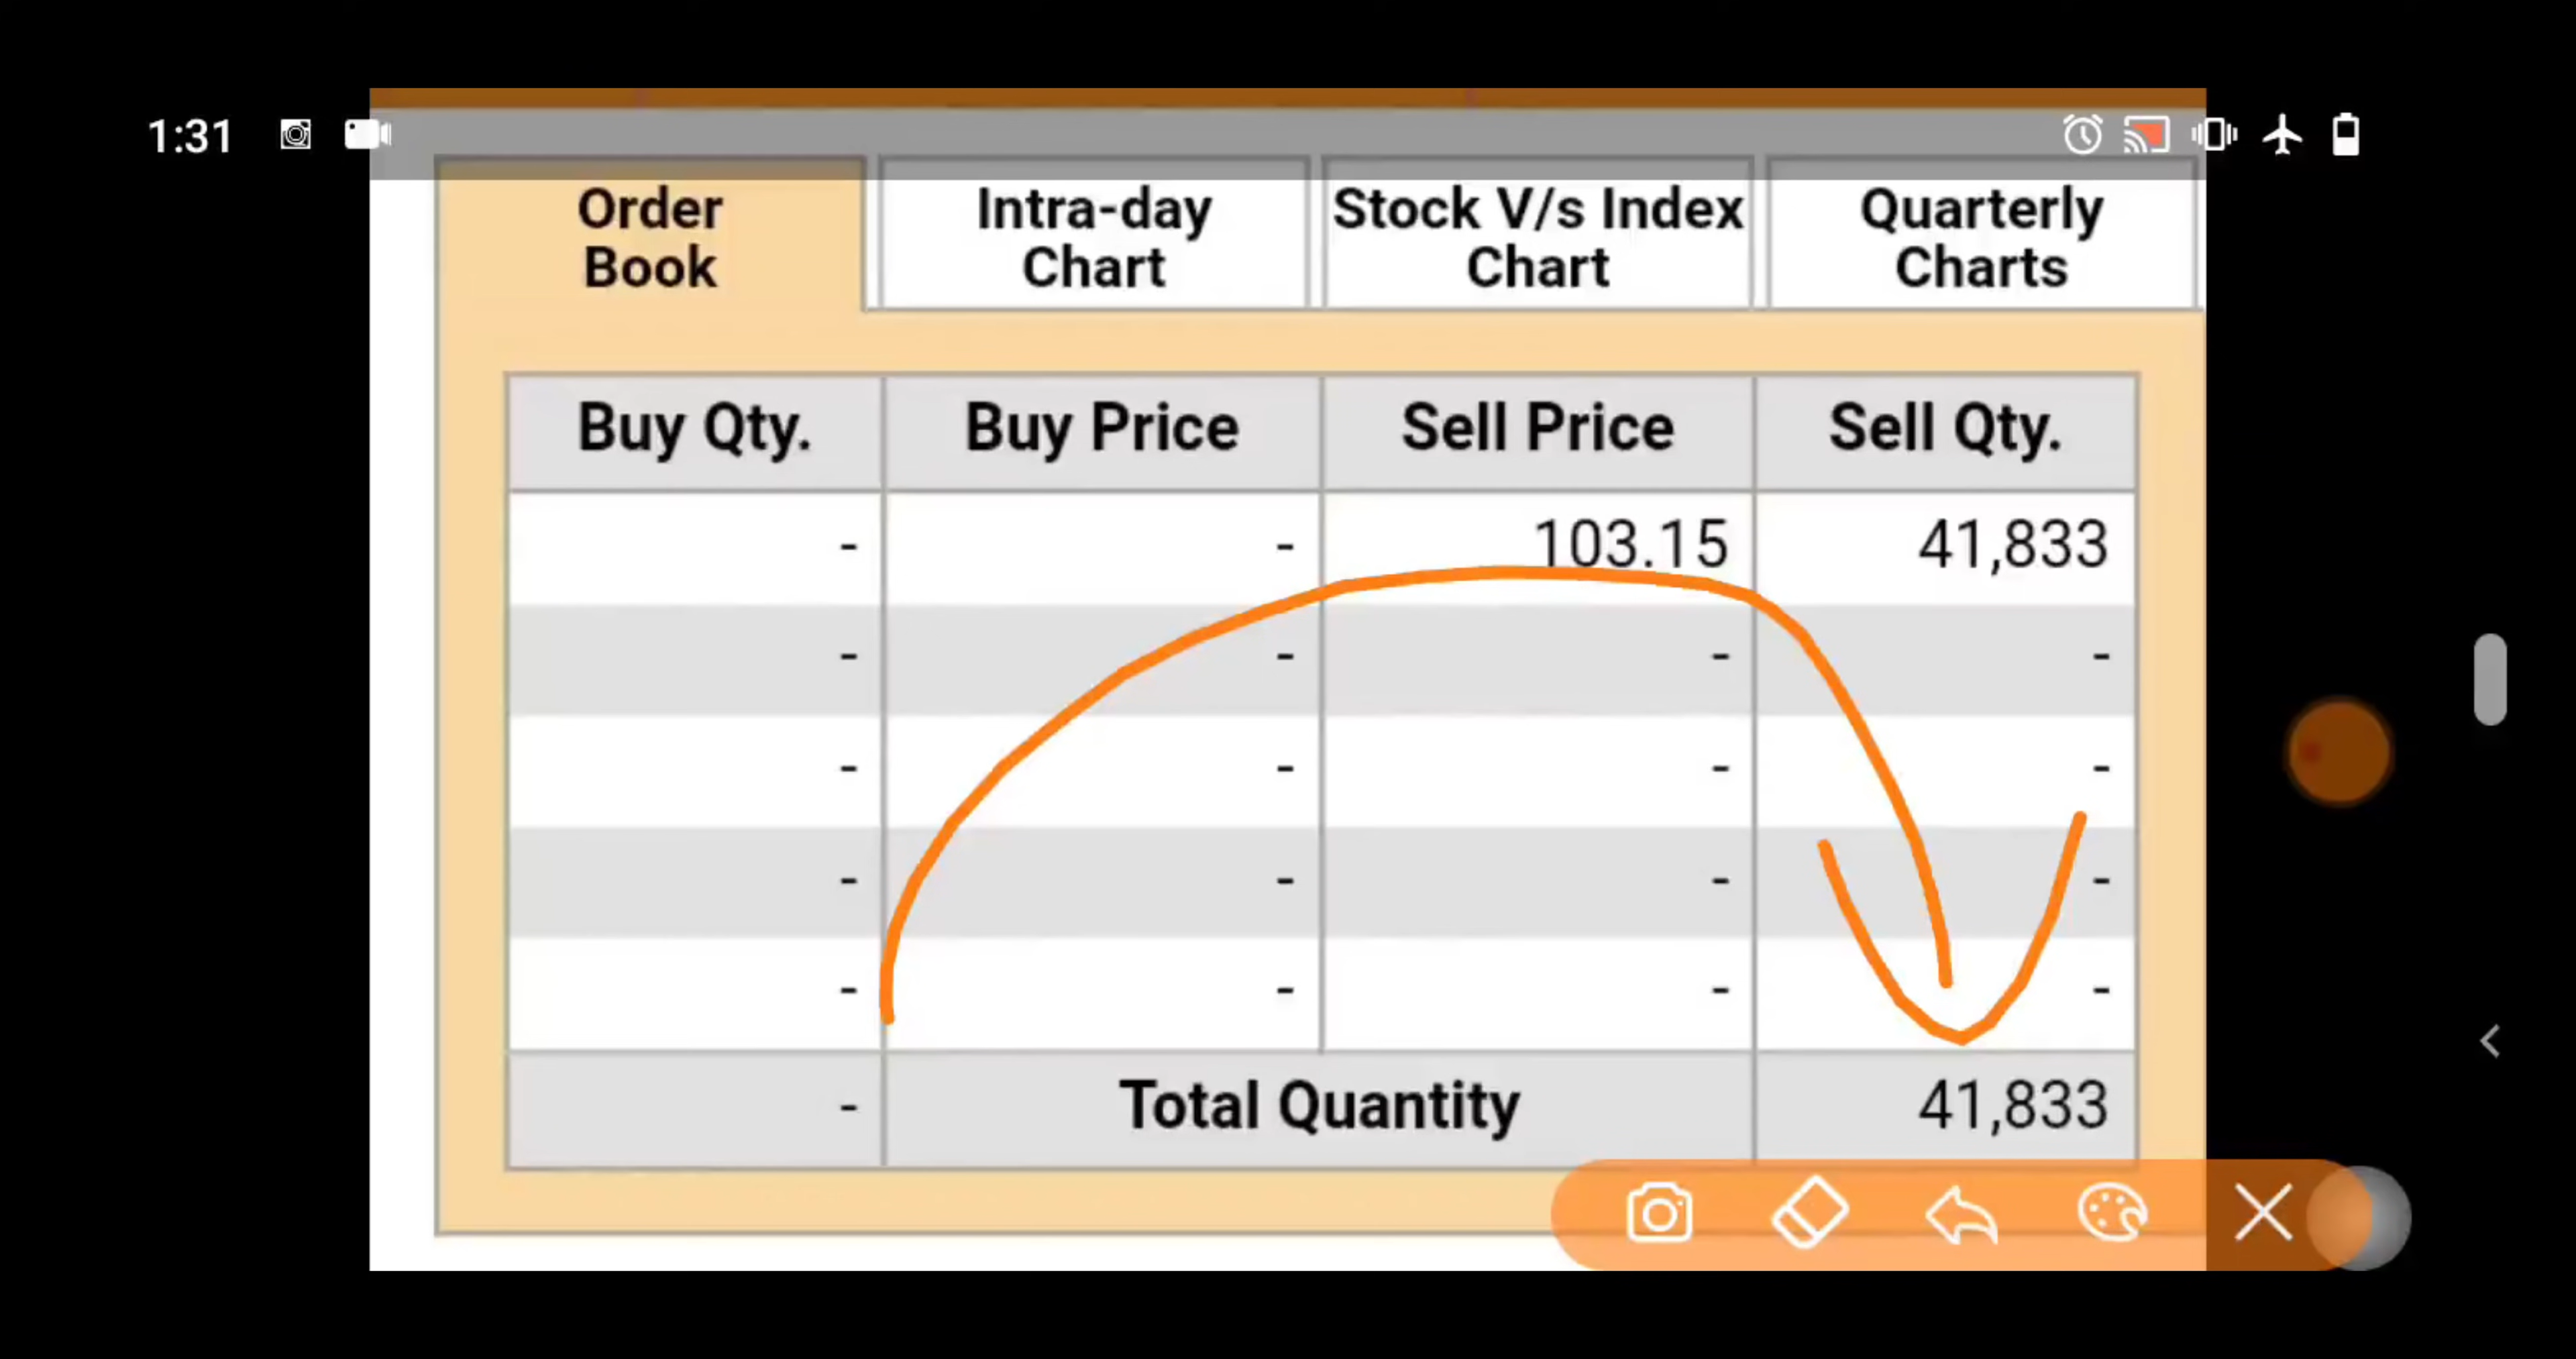 1:31
Order Book
Intra-day Chart
Stock V/s Index Chart
Quarterly Charts
Buy Qty. Buy Price Sell Price Sell Qty.
- - 103.15 41,833
- - - -
- - - -
- - - -
- - - -
- Total Quantity 41,833